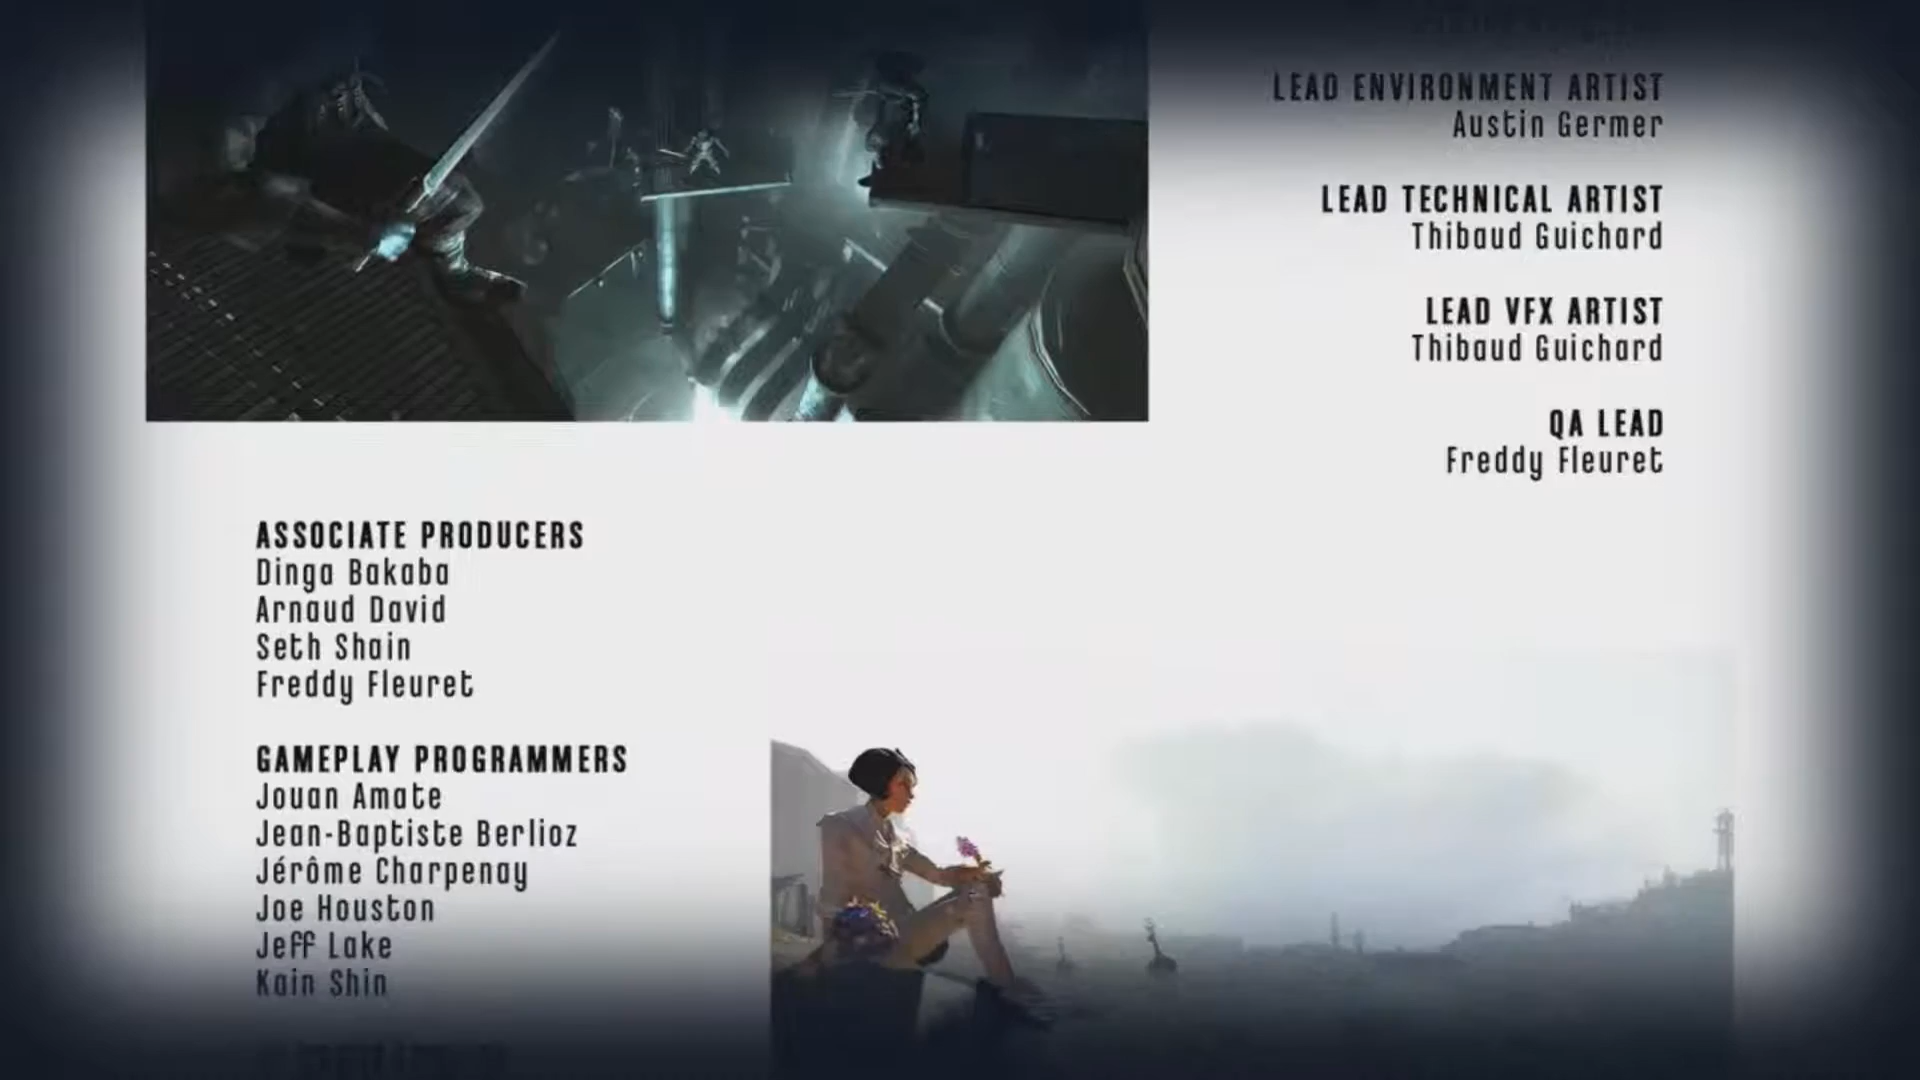 LEAD ENVIRONMENT ARTIST
Austin Germer
LEAD TECHNICAL ARTIST
Thibaud Guichard
LEAD VFX ARTIST
Thibaud Guichard
QA LEAD
Freddy Fleuret
ASSOCIATE PRODUCERS
Dinga Bakaba
Arnaud David
Seth Shain
Freddy Fleuret
GAMEPLAY PROGRAMMERS
Jouan Amate
Jean-Baptiste Berlioz
Jérôme Charpenay
Joe Houston
Jeff Lake
Kain Shin